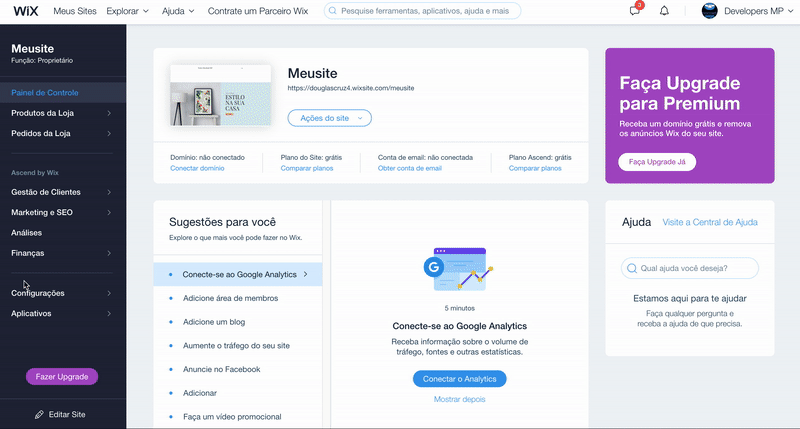 WiX
Meus Sites
Explorar
Ajuda
Contrate um Parceiro Wix
Pesquise ferramentas, aplicativos, ajuda e mais
3
Developers MP
Meusite
Função: Proprietário
Painel de Controle
Produtos da Loja
Pedidos da Loja
Ascend by Wix
Gestão de Clientes
Marketing e SEO
Análises
Finanças
Configurações
Aplicativos
Fazer Upgrade
Editar Site
ESTILO
NA SUA
CASA
Meusite
https://douglascruz4.wixsite.com/meusite
Ações do site
Domínio: não conectado
Conectar domínio
Plano do Site: grátis
Comparar planos
Conta de email: não conectada
Obter conta de email
Plano Ascend: grátis
Comparar planos
Faça Upgrade
para Premium
Receba um domínio grátis e remova
os anúncios Wix do seu site.
Faça Upgrade Já
Sugestões para você
Explore o que mais você pode fazer no Wix.
Conecte-se ao Google Analytics
Adicione área de membros
Adicione um blog
Aumente o tráfego do seu site
Anuncie no Facebook
Adicionar
Faça um vídeo promocional
G
5 minutos
Conecte-se ao Google Analytics
Receba informação sobre o volume de
tráfego, fontes e outras estatísticas.
Conectar o Analytics
Mostrar depois
Ajuda
Visite a Central de Ajuda
Qual ajuda você deseja?
Estamos aqui para te ajudar
Faça qualquer pergunta e
receba a ajuda de que precisa.